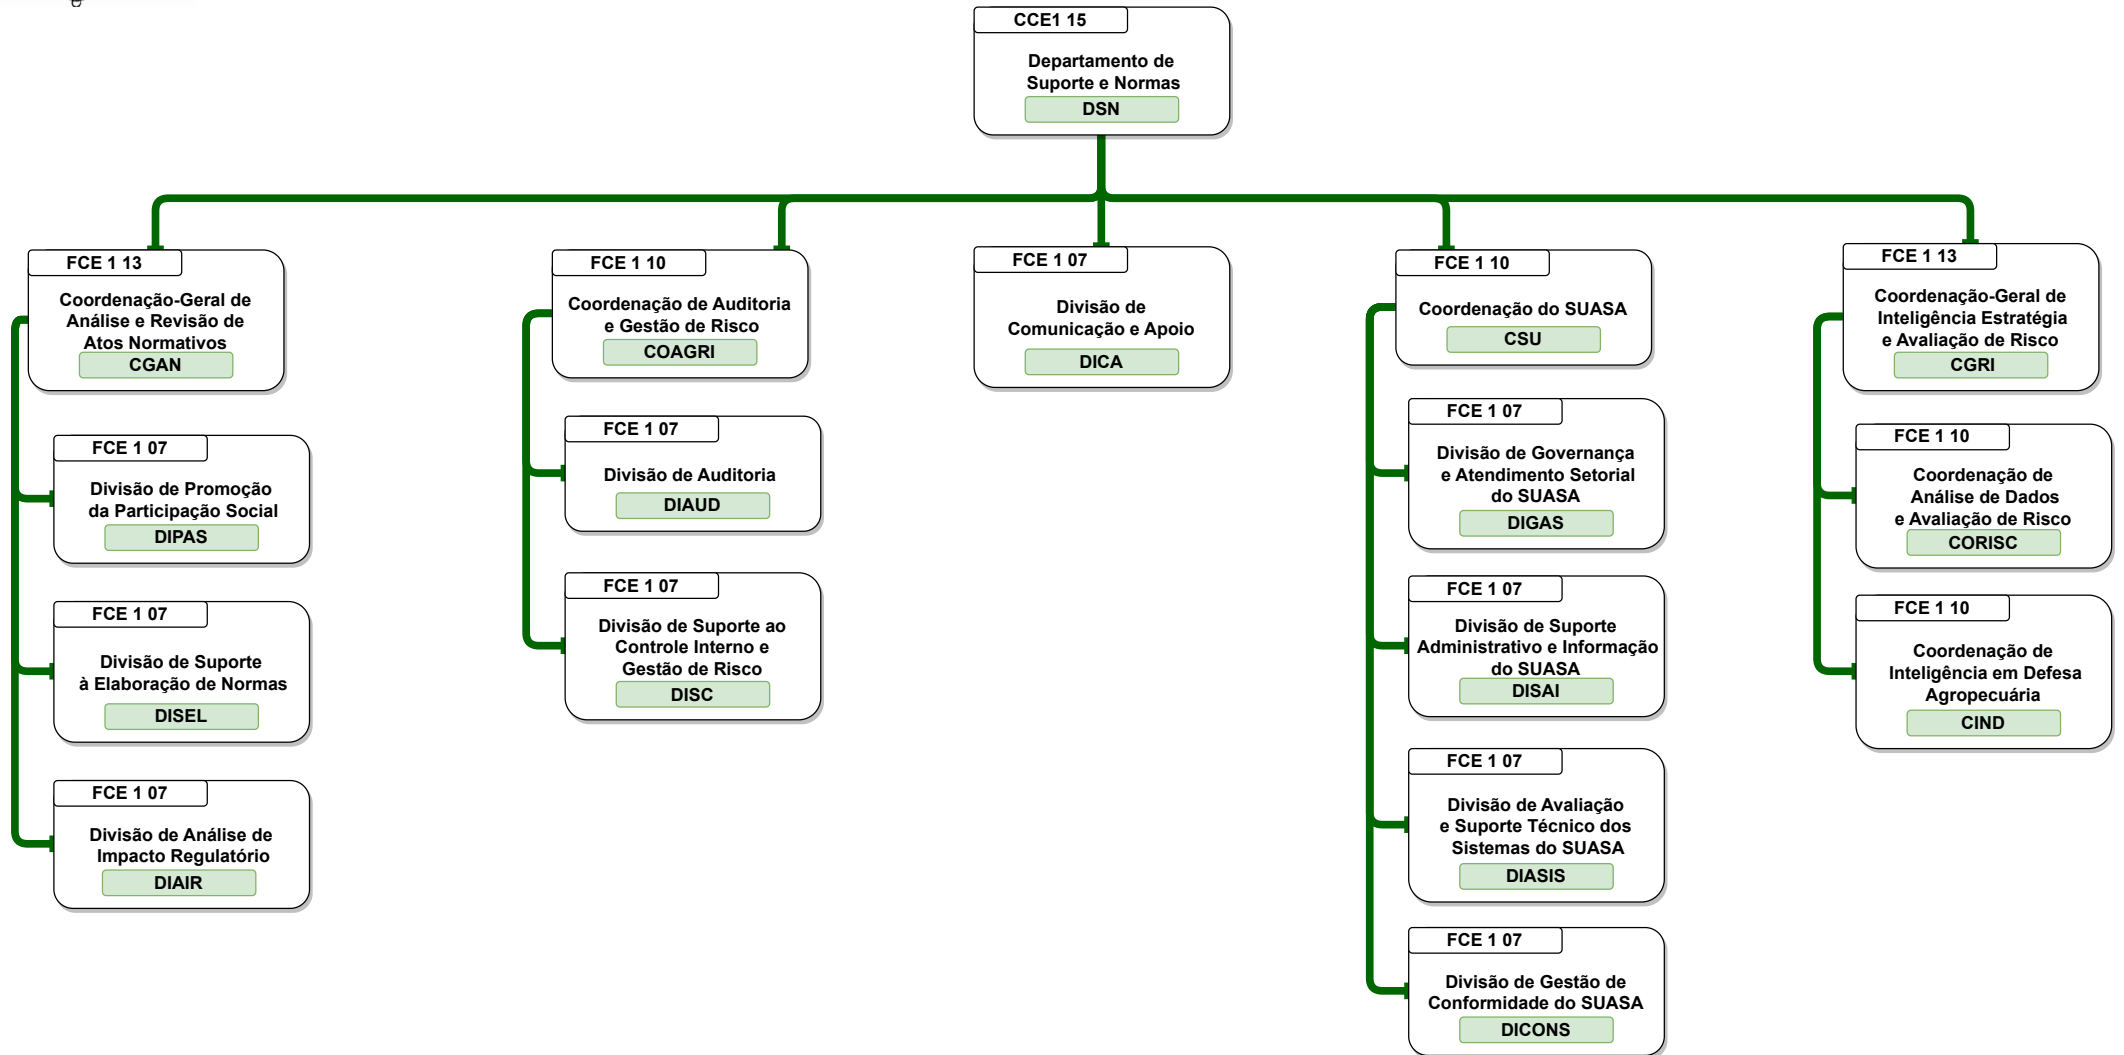 CCE1 15
Departamento de
Suporte e Normas
DSN
FCE 1 13
Coordenação-Geral de
Análise e Revisão de
Atos Normativos
CGAN
FCE 1 07
Divisão de Promoção
da Participação Social
DIPAS
FCE 1 07
Divisão de Suporte
à Elaboração de Normas
DISEL
FCE 1 07
Divisão de Análise de
Impacto Regulatório
DIAIR
FCE 1 10
Coordenação de Auditoria
e Gestão de Risco
COAGRI
FCE 1 07
Divisão de Auditoria
DIAUD
FCE 1 07
Divisão de Suporte ao
Controle Interno e
Gestão de Risco
DISC
FCE 1 07
Divisão de
Comunicação e Apoio
DICA
FCE 1 10
Coordenação do SUASA
CSU
FCE 1 07
Divisão de Governança
e Atendimento Setorial
do SUASA
DIGAS
FCE 1 07
Divisão de Suporte
Administrativo e Informação
do SUASA
DISAI
FCE 1 07
Divisão de Avaliação
e Suporte Técnico dos
Sistemas do SUASA
DIASIS
FCE 1 07
Divisão de Gestão de
Conformidade do SUASA
DICONS
FCE 1 13
Coordenação-Geral de
Inteligência Estratégia
e Avaliação de Risco
CGRI
FCE 1 10
Coordenação de
Análise de Dados
e Avaliação de Risco
CORISC
FCE 1 10
Coordenação de
Inteligência em Defesa
Agropecuária
CIND